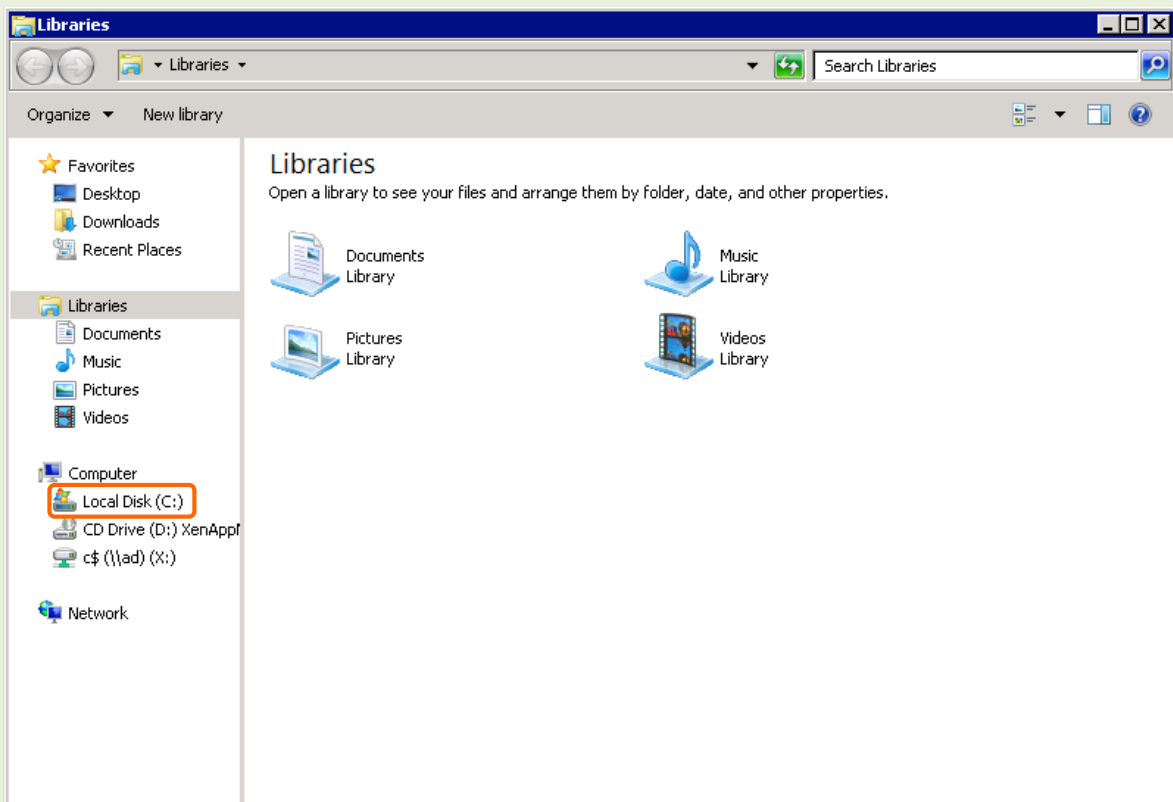 Libraries
Libraries
Search Libraries
Organize
New library
Favorites
Desktop
Downloads
Recent Places
Libraries
Documents
Music
Pictures
Videos
Computer
Local Disk (C:)
CD Drive (D:)
c$ (\\ad) (X:)
Network
Libraries
Open a library to see your files and arrange them by folder, date, and other properties.
Documents
Library
Music
Library
Pictures
Library
Videos
Library